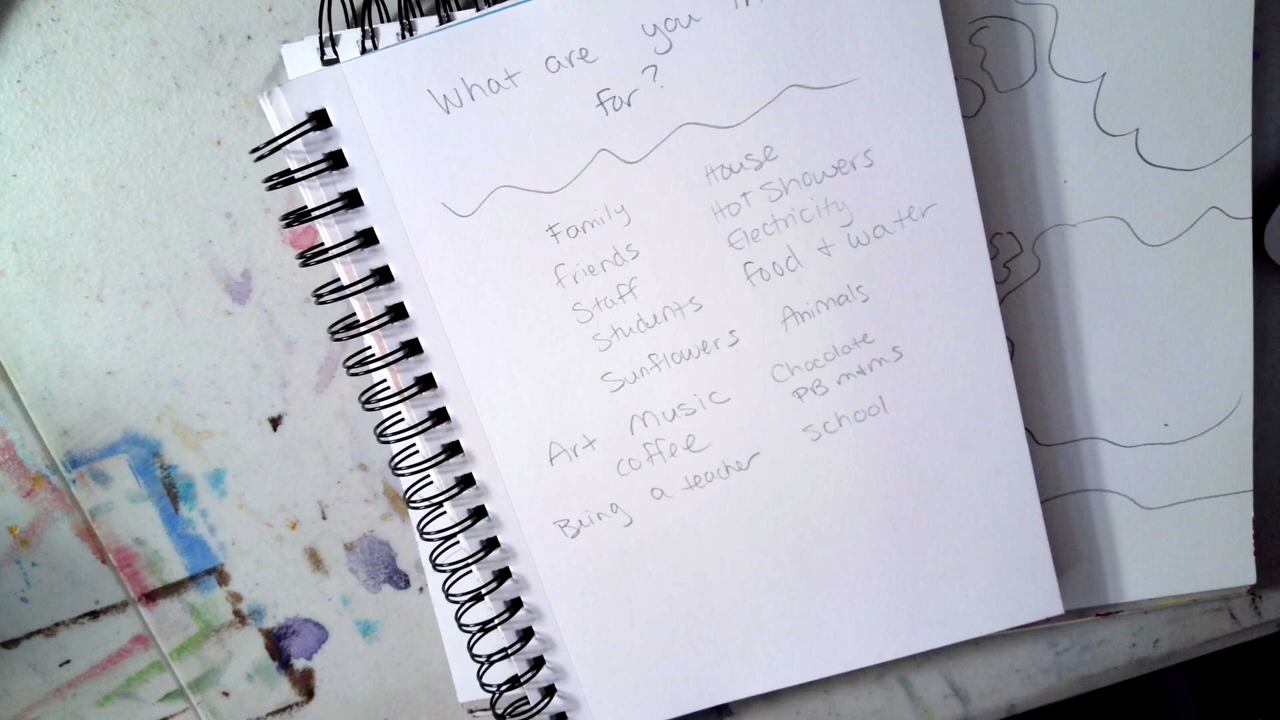 What are you
for?
Family
friends
Staff
Students
Sunflowers
Art Music
coffee
Being a teacher
House
Hot Showers
Electricity
food + water
Animals
Chocolate
PB m+ms
school